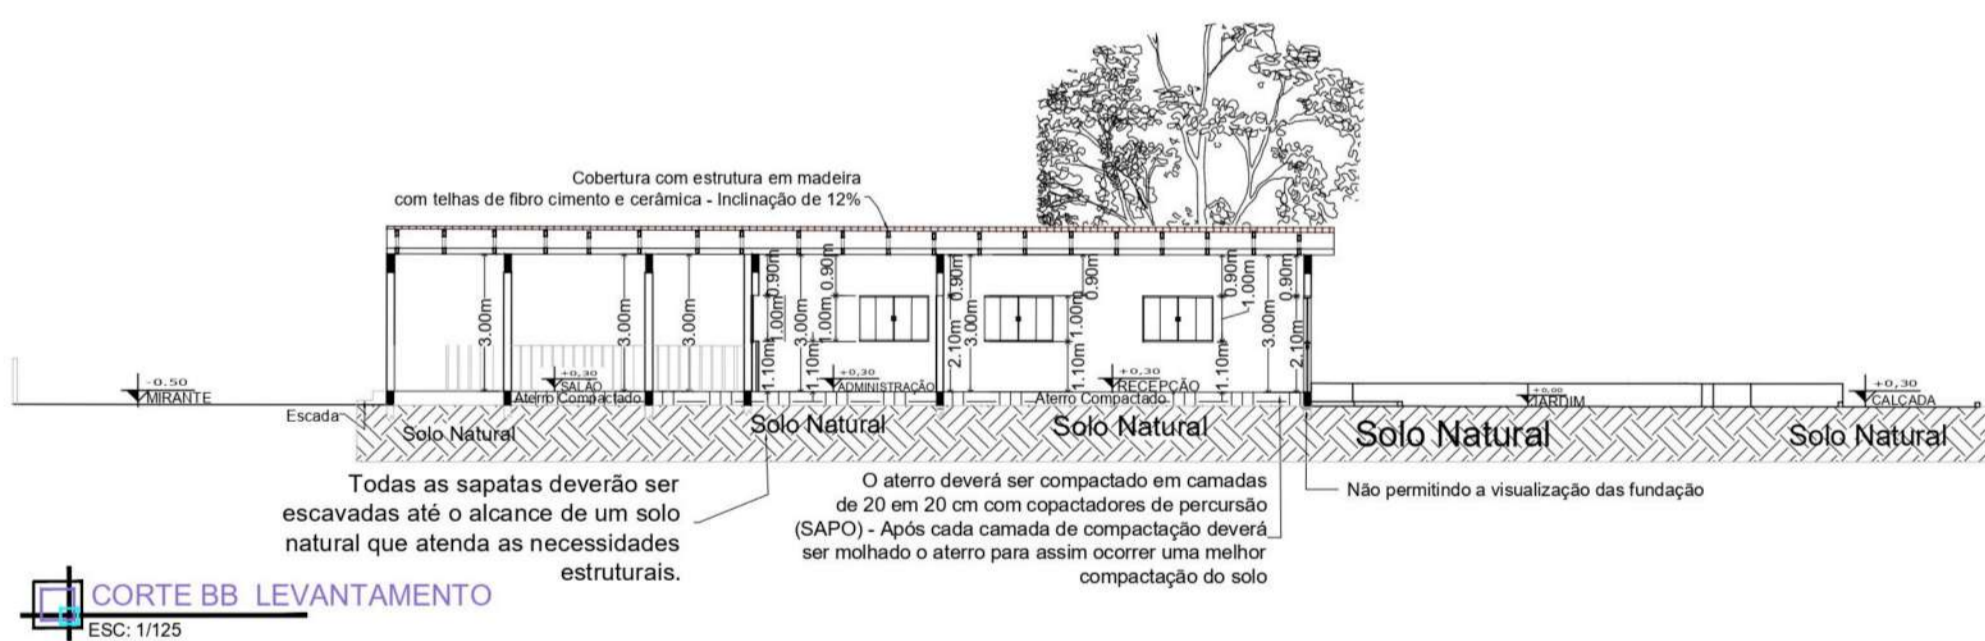 Cobertura com estrutura em madeira
com telhas de fibro cimento e cerâmica - Inclinação de 12%
0.90m 0.90m 0.90m 0.90m 0.90m 0.90m
1.00m
3.00m 3.00m 3.00m 1.00m 3.00m 1.00m 2.10m 3.00m 1.00m 3.00m 2.10m
1.10m 1.10m 1.10m 1.10m
-0.50 +0,30 +0,30 +0,30 +0,00 +0,30
MIRANTE SALÃO ADMINISTRAÇÃO RECEPÇÃO JARDIM CALÇADA
Aterro Compactado Aterro Compactado
Escada
Solo Natural Solo Natural Solo Natural Solo Natural Solo Natural
Todas as sapatas deverão ser
escavadas até o alcance de um solo
natural que atenda as necessidades
estruturais.
O aterro deverá ser compactado em camadas
de 20 em 20 cm com copactadores de percursão
(SAPO) - Após cada camada de compactação deverá
ser molhado o aterro para assim ocorrer uma melhor
compactação do solo
Não permitindo a visualização das fundação
CORTE BB LEVANTAMENTO
ESC: 1/125